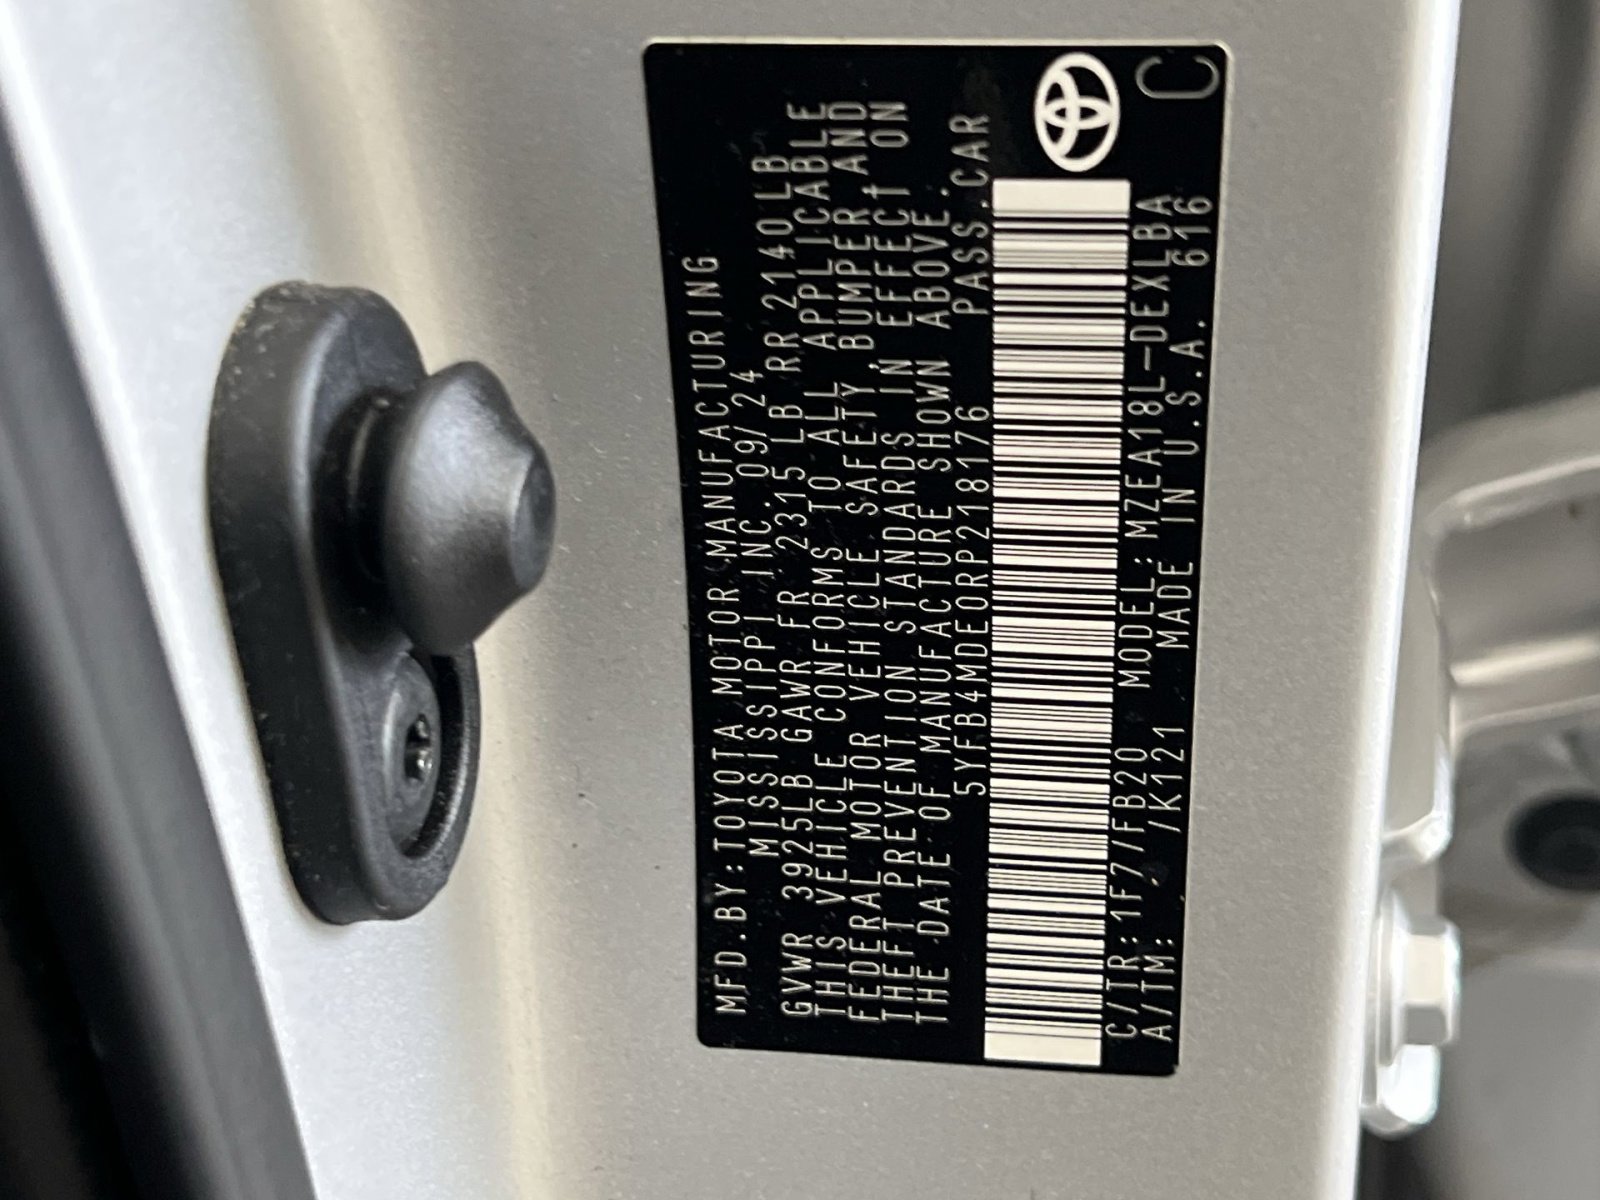 MFD.BY:TOYOTA MOTOR MANUFACTURING
MISSISSIPPI INC. 09/24
GVWR 3925LB GAWR FR 2315LB RR 2140LB
THIS VEHICLE CONFORMS TO ALL APPLICABLE
FEDERAL MOTOR VEHICLE SAFETY, BUMPER AND
THEFT PREVENTION STANDARDS IN EFFECT ON
THE DATE OF MANUFACTURE SHOWN ABOVE.
5YFB4MDE0RP218176 PASS.CAR
C/TR:1F7/FB20 MODEL:MZEA18L-DEXLBA
A/TM: /K121 MADE IN U.S.A. 616
C